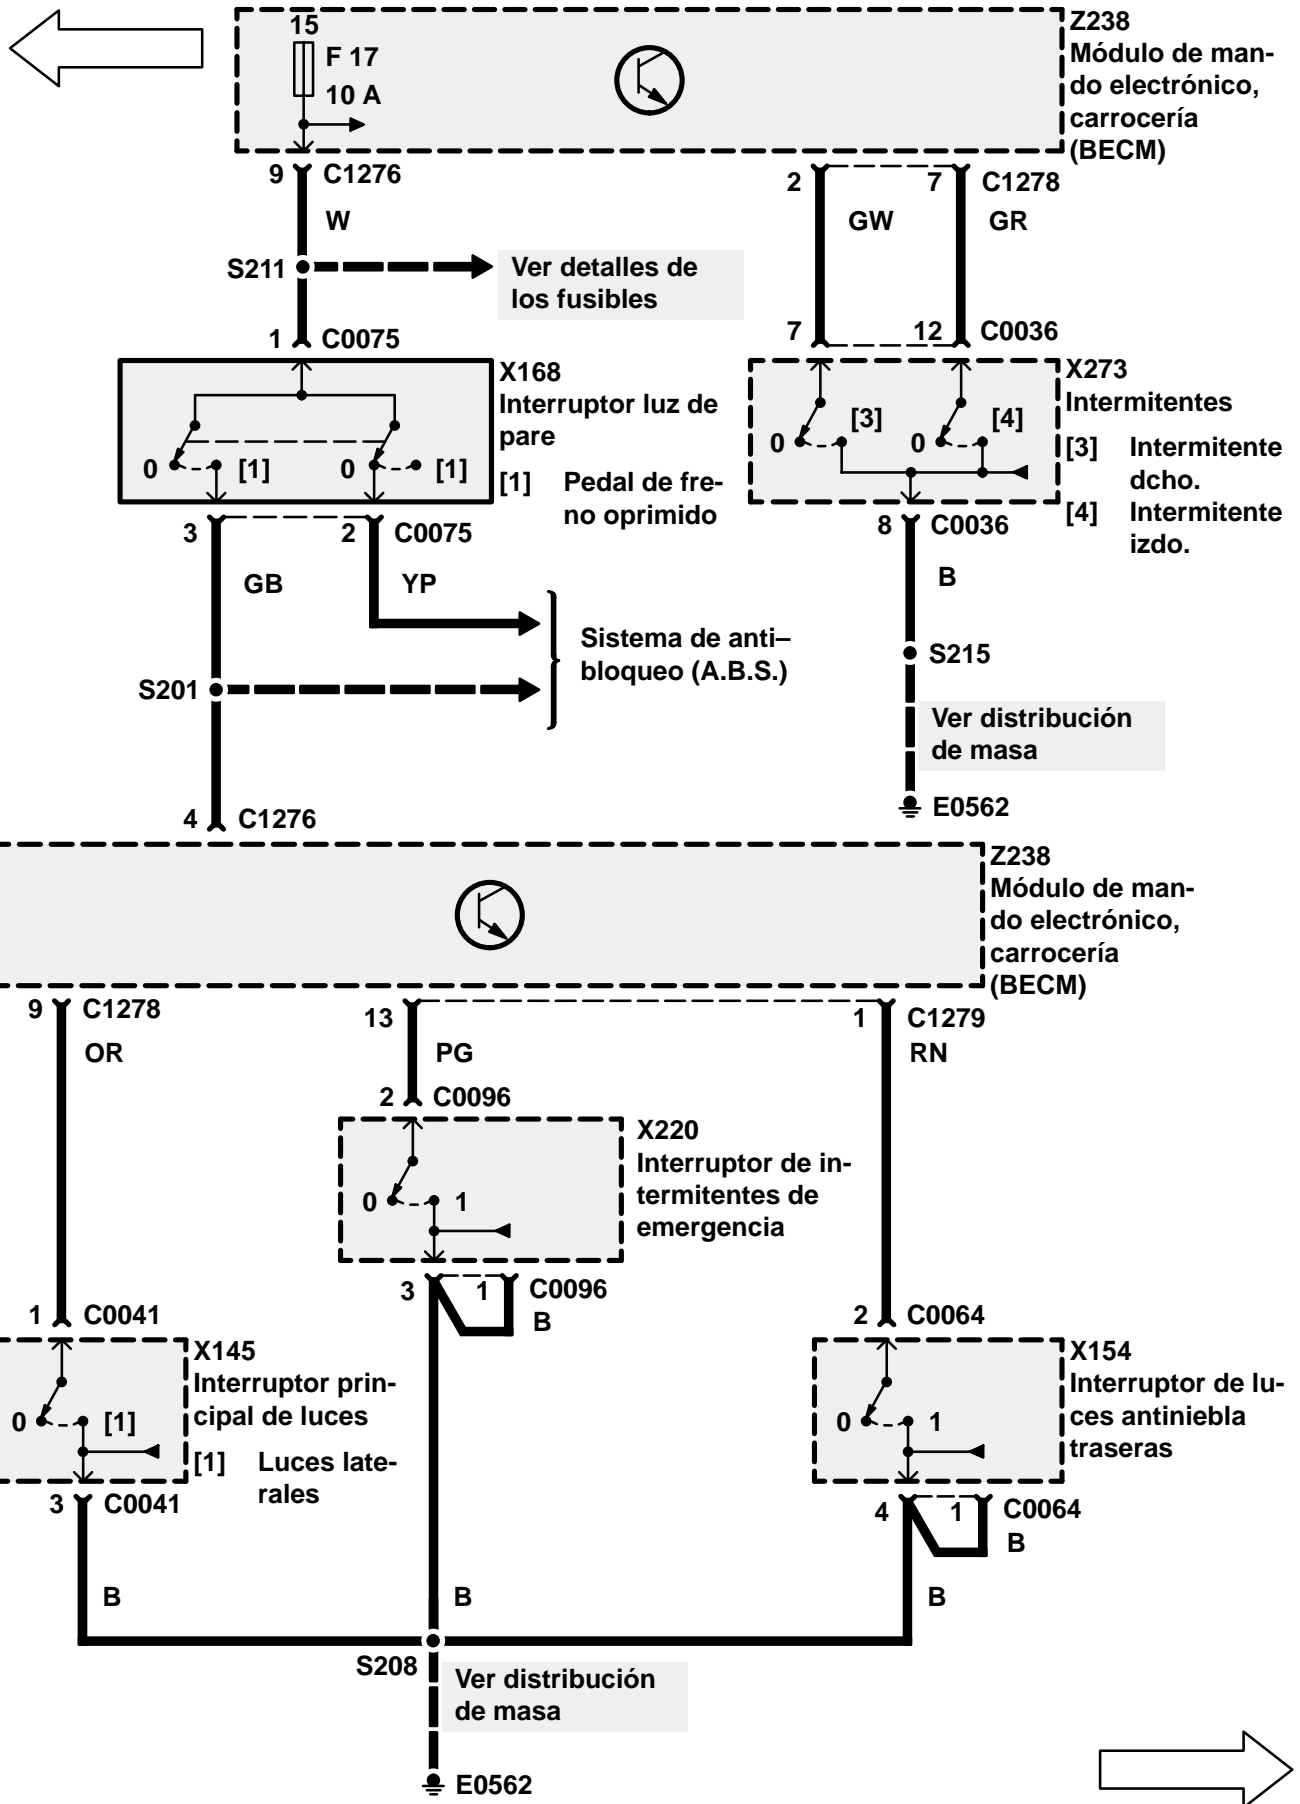 15
F 17
10 A
Z238
Módulo de man-
do electrónico,
carrocería
(BECM)
9 C1276
2 7 C1278
W
GW GR
S211
Ver detalles de
los fusibles
1 C0075
7 12 C0036
X168
Interruptor luz de
pare
0 [1] 0 [1]
[1] Pedal de fre-
no oprimido
X273
Intermitentes
0 [3] 0 [4]
[3] Intermitente
dcho.
[4] Intermitente
izdo.
3 2 C0075
8 C0036
GB YP
B
Sistema de anti–
bloqueo (A.B.S.)
S215
S201
Ver distribución
de masa
E0562
4 C1276
Z238
Módulo de man-
do electrónico,
carrocería
(BECM)
9 C1278
13 1 C1279
OR PG RN
2 C0096
X220
Interruptor de in-
termitentes de
emergencia
0 1
3 1 C0096
B
1 C0041
2 C0064
X145
Interruptor prin-
cipal de luces
0 [1]
[1] Luces late-
rales
X154
Interruptor de lu-
ces antiniebla
traseras
0 1
3 C0041
4 1 C0064
B
B B B
S208
Ver distribución
de masa
E0562